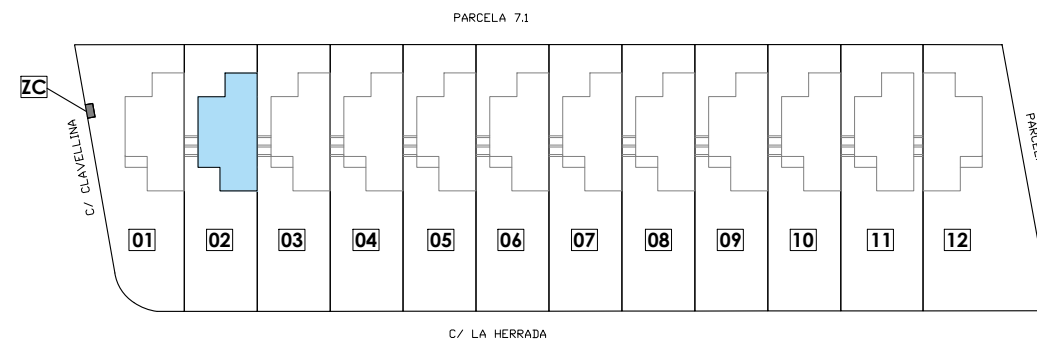 PARCELA 7.1
ZC
C/ CLAVELLINA
PARCELA
01 02 03 04 05 06 07 08 09 10 11 12
C/ LA HERRADA